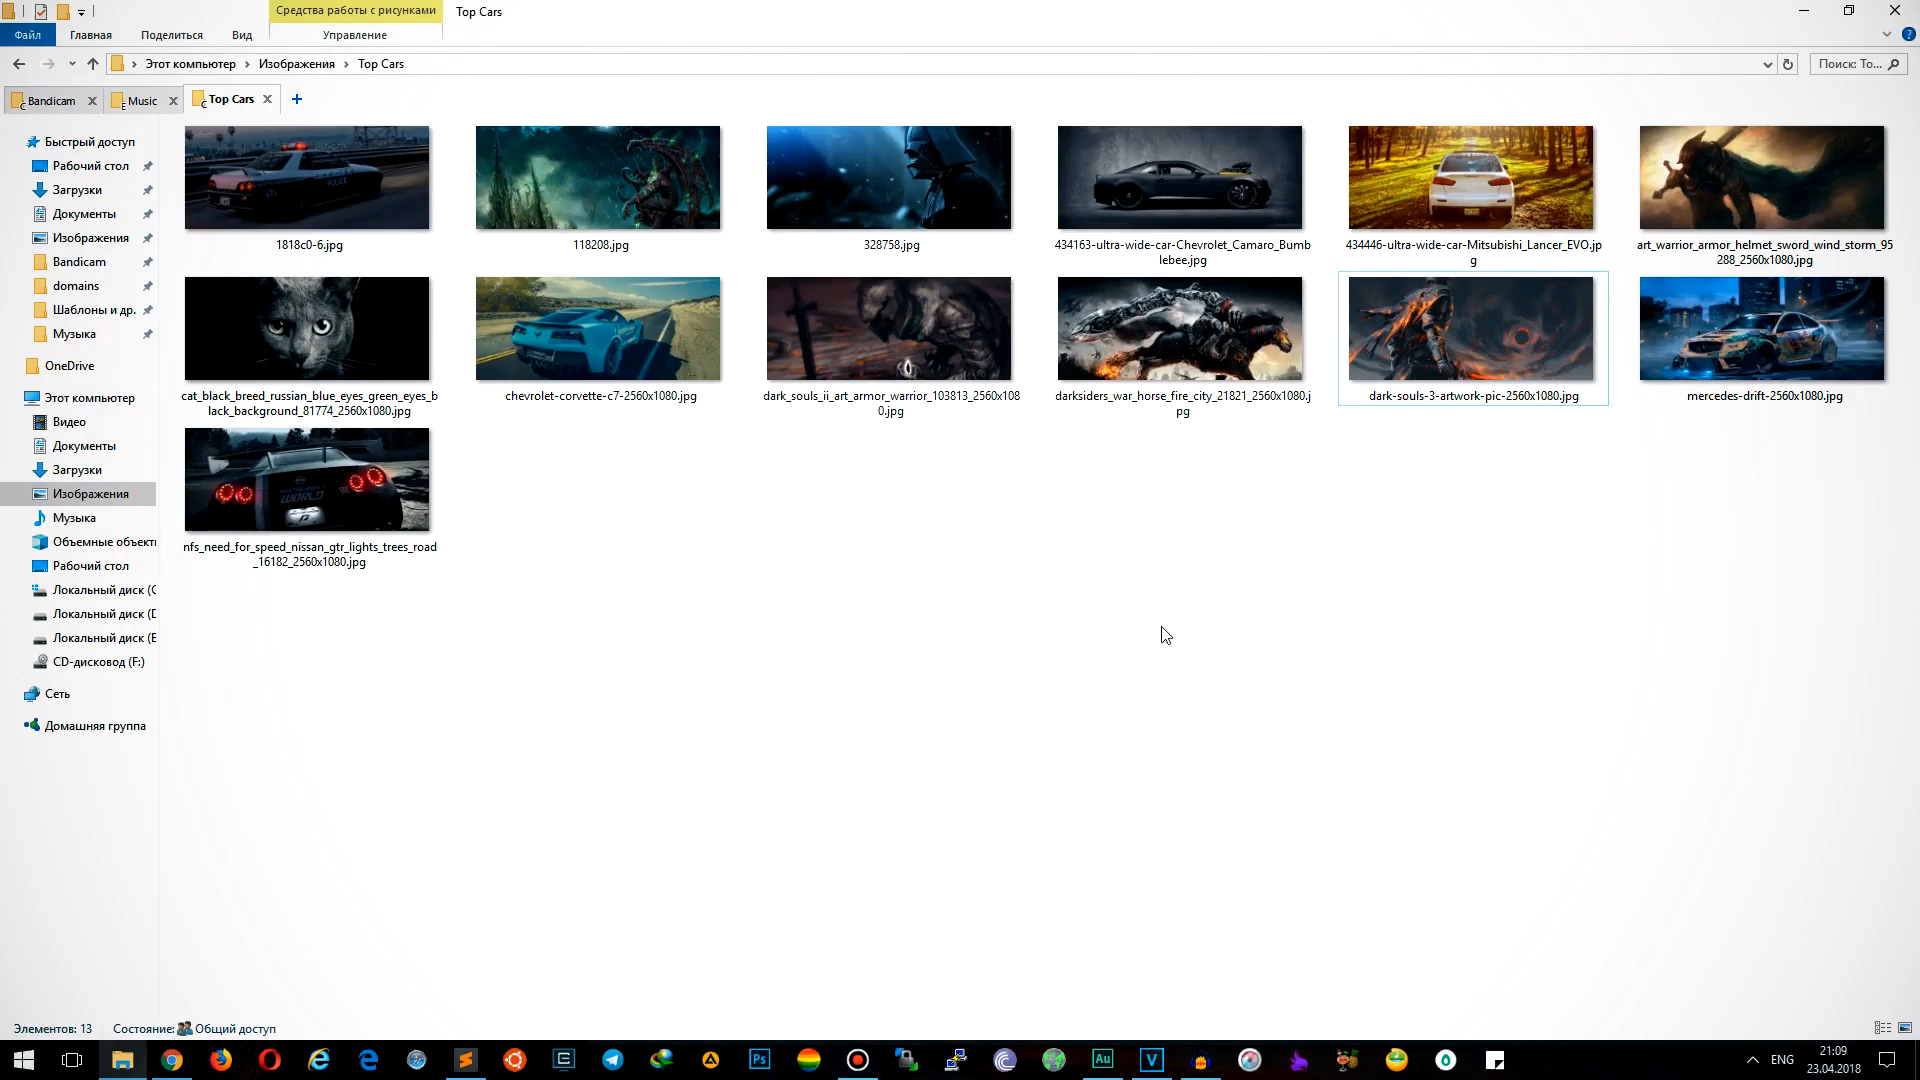 Средства работы с рисунками
Top Cars
Файл
Главная
Поделиться
Вид
Управление
Этот компьютер > Изображения > Top Cars
Поиск: To...
Bandicam
Music
Top Cars
Быстрый доступ
Рабочий стол
Загрузки
Документы
Изображения
Bandicam
domains
Шаблоны и др.
Музыка
OneDrive
Этот компьютер
Видео
Документы
Загрузки
Изображения
Музыка
Объемные объекты
Рабочий стол
Локальный диск (C
Локальный диск (D
Локальный диск (E
CD-дисковод (F:)
Сеть
Домашняя группа
POLICE
1818c0-6.jpg
118208.jpg
328758.jpg
434163-ultra-wide-car-Chevrolet_Camaro_Bumb
lebee.jpg
434446-ultra-wide-car-Mitsubishi_Lancer_EVO.jp
g
art_warrior_armor_helmet_sword_wind_storm_95
288_2560x1080.jpg
cat_black_breed_russian_blue_eyes_green_eyes_b
lack_background_81774_2560x1080.jpg
chevrolet-corvette-c7-2560x1080.jpg
dark_souls_ii_art_armor_warrior_103813_2560x108
0.jpg
darksiders_war_horse_fire_city_21821_2560x1080.j
pg
dark-souls-3-artwork-pic-2560x1080.jpg
mercedes-drift-2560x1080.jpg
WORLD
nfs_need_for_speed_nissan_gtr_lights_trees_road
_16182_2560x1080.jpg
Элементов: 13
Состояние: Общий доступ
Ps
Au
V
ENG
21:09
23.04.2018